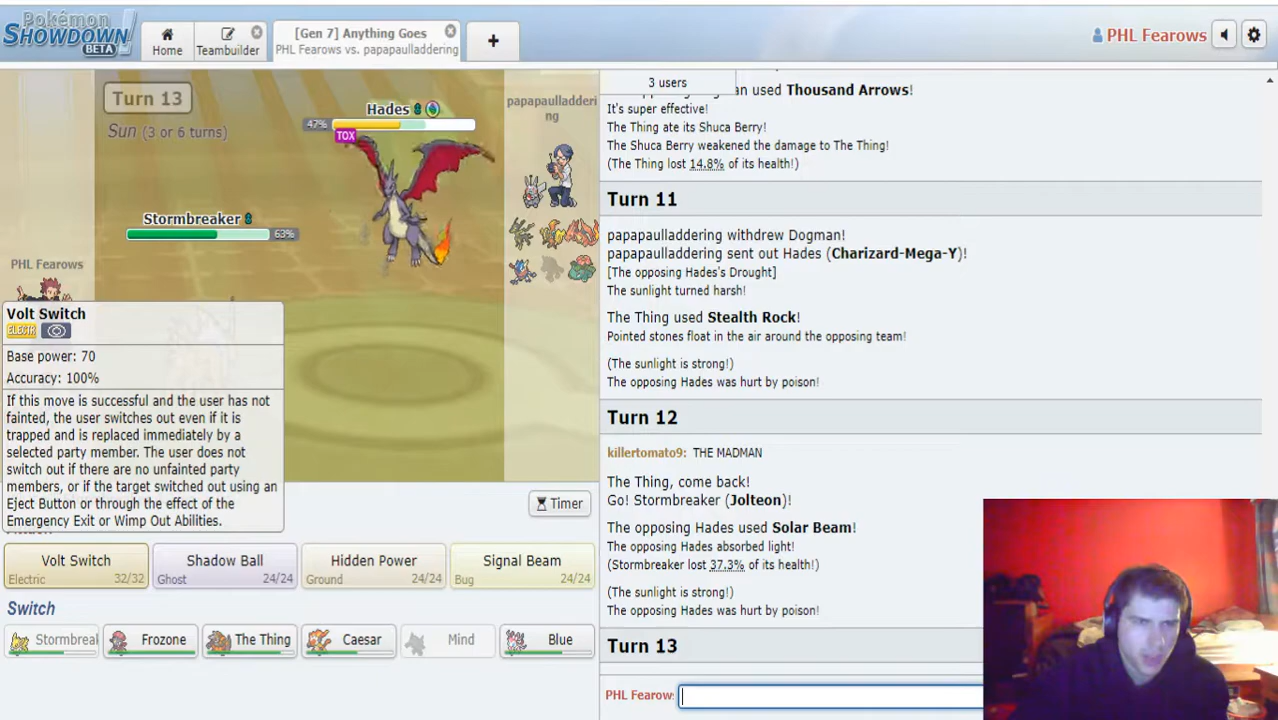 Pokémon
SHOWDOWN!
BETA
Home
Teambuilder
[Gen 7] Anything Goes
PHL Fearows vs. papapaulladdering
+
PHL Fearows
Turn 13
Sun (3 or 6 turns)
Hades
47%
TOX
Stormbreaker
63%
papapaulladderi
ng
PHL Fearows
Volt Switch
ELECTR
Base power: 70
Accuracy: 100%
If this move is successful and the user has not
fainted, the user switches out even if it is
trapped and is replaced immediately by a
selected party member. The user does not
switch out if there are no unfainted party
members, or if the target switched out using an
Eject Button or through the effect of the
Emergency Exit or Wimp Out Abilities.
Timer
Volt Switch
Electric 32/32
Shadow Ball
Ghost 24/24
Hidden Power
Ground 24/24
Signal Beam
Bug 24/24
Switch
Stormbreal
Frozone
The Thing
Caesar
Mind
Blue
3 users
an used Thousand Arrows!
It's super effective!
The Thing ate its Shuca Berry!
The Shuca Berry weakened the damage to The Thing!
(The Thing lost 14.8% of its health!)
Turn 11
papapaulladdering withdrew Dogman!
papapaulladdering sent out Hades (Charizard-Mega-Y)!
[The opposing Hades's Drought]
The sunlight turned harsh!
The Thing used Stealth Rock!
Pointed stones float in the air around the opposing team!
(The sunlight is strong!)
The opposing Hades was hurt by poison!
Turn 12
killertomato9: THE MADMAN
The Thing, come back!
Go! Stormbreaker (Jolteon)!
The opposing Hades used Solar Beam!
The opposing Hades absorbed light!
(Stormbreaker lost 37.3% of its health!)
(The sunlight is strong!)
The opposing Hades was hurt by poison!
Turn 13
PHL Fearow: